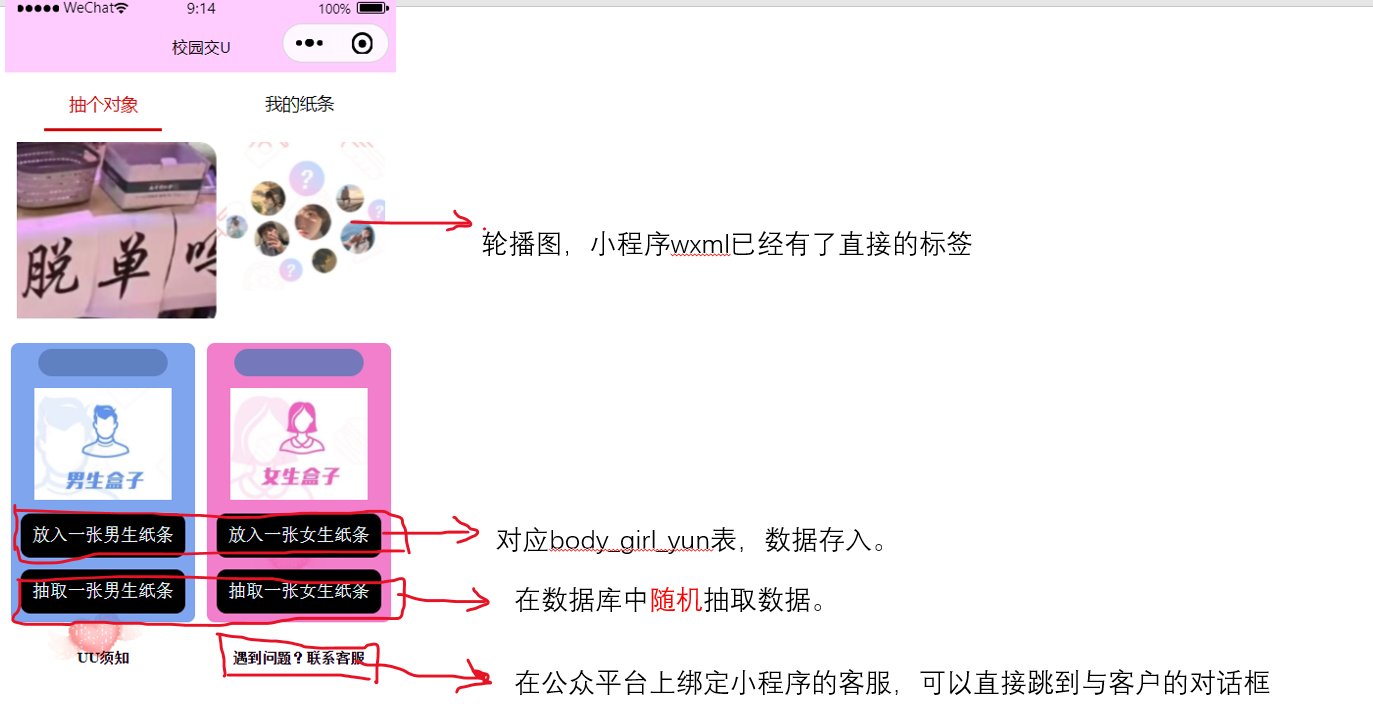 ●●●●● WeChat 9:14 100%
校园交U
抽个对象 我的纸条
脱 单 吗
? ? ?
轮播图，小程序wxml已经有了直接的标签
男生盒子 女生盒子
放入一张男生纸条 放入一张女生纸条
对应body_girl_yun表，数据存入。
抽取一张男生纸条 抽取一张女生纸条
在数据库中随机抽取数据。
UU须知 遇到问题？联系客服
在公众平台上绑定小程序的客服，可以直接跳到与客户的对话框